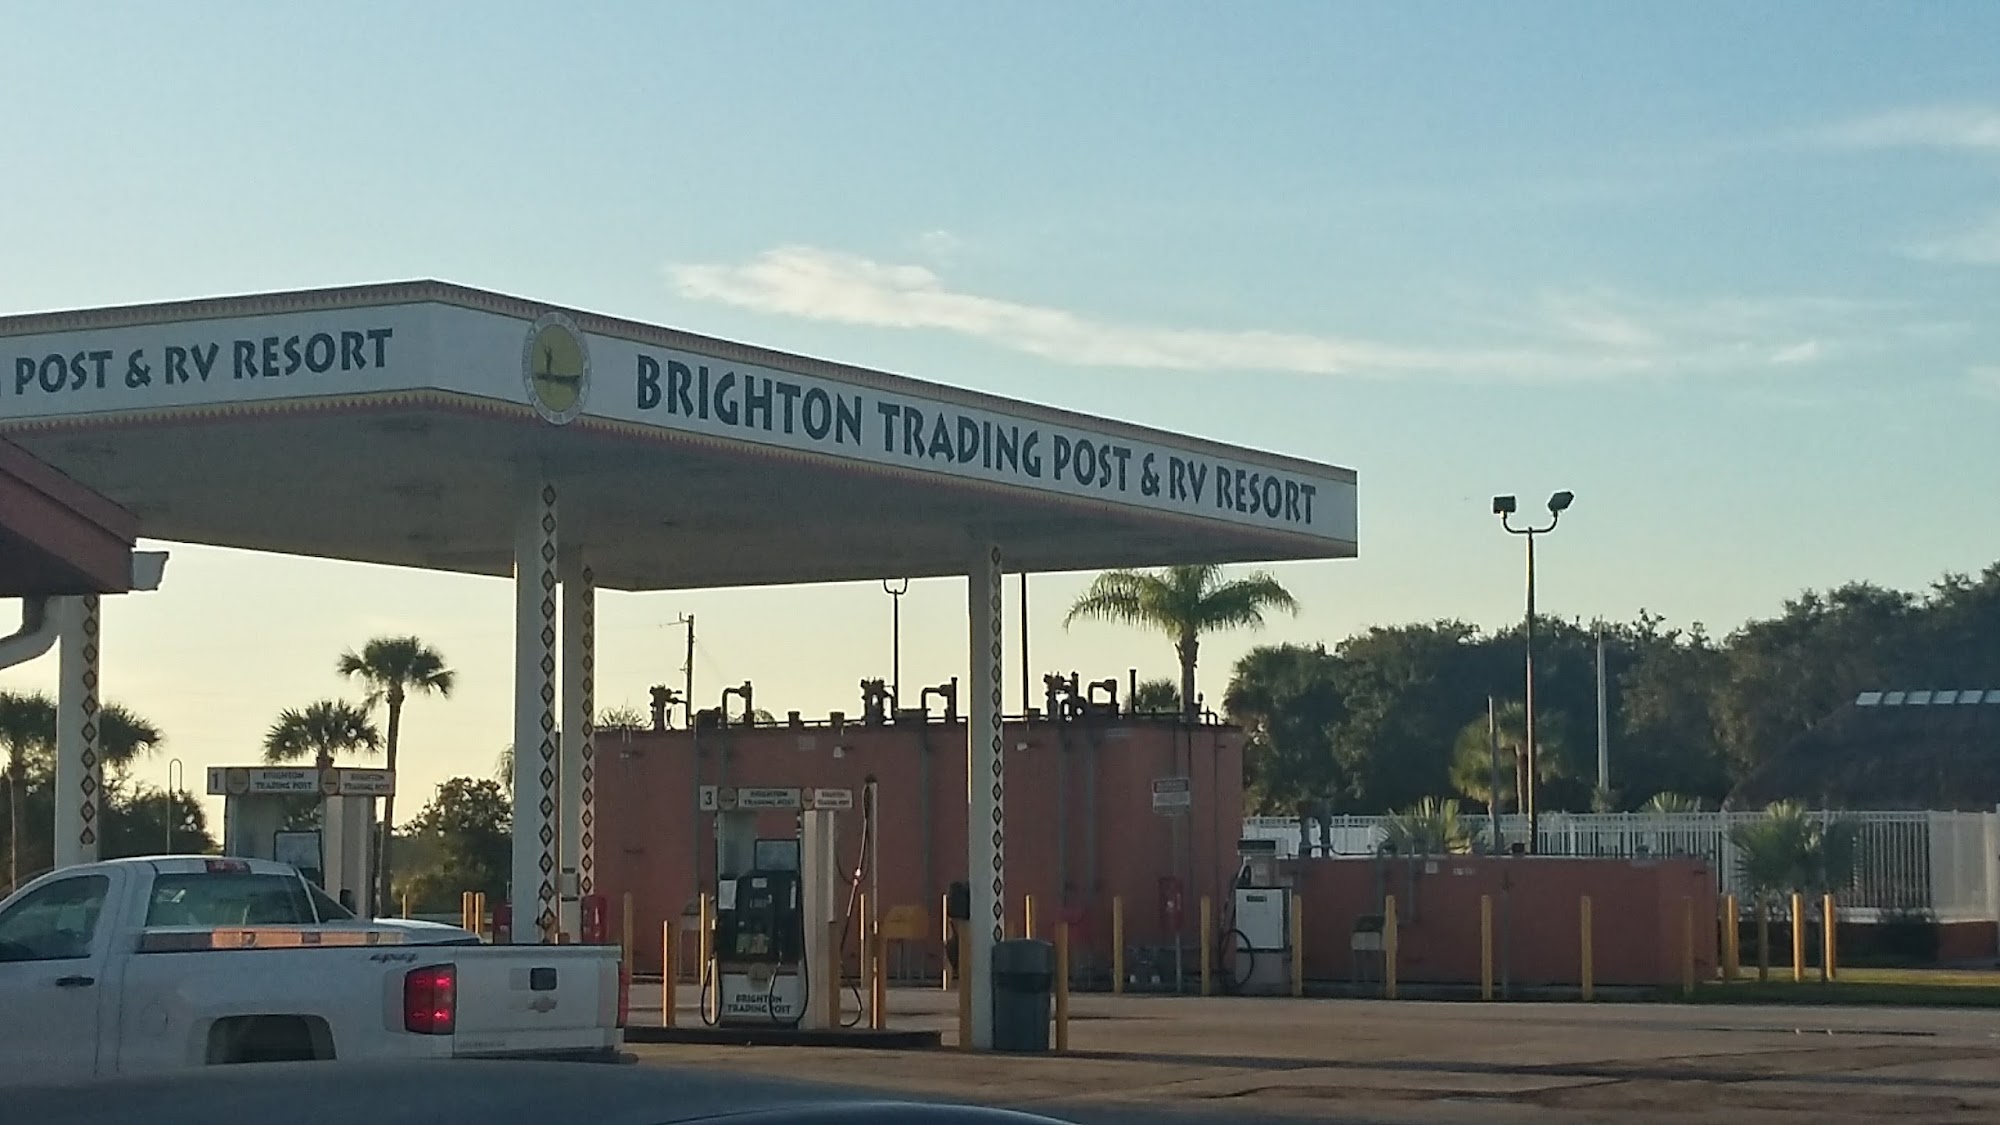 POST & RV RESORT
BRIGHTON TRADING POST & RV RESORT
1
BRIGHTON
TRADING POST
BRIGHTON
TRADING POST
3
BRIGHTON
TRADING POST
BRIGHTON
TRADING POST
4x4
BRIGHTON
TRADING POST